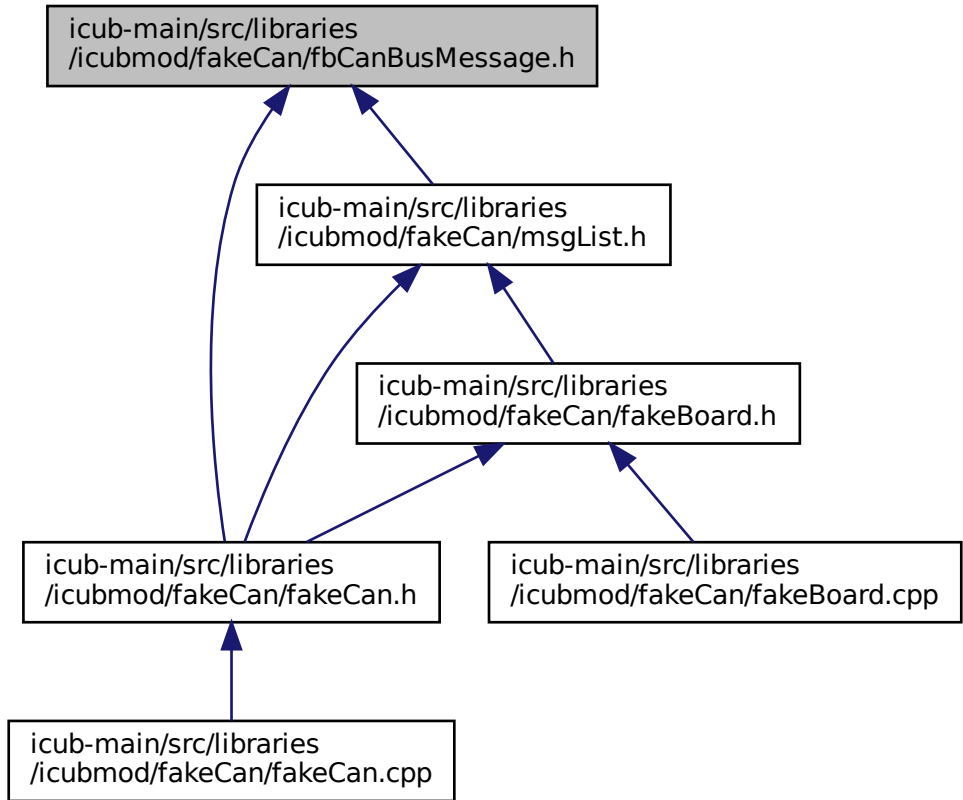 icub-main/src/libraries
/icubmod/fakeCan/fbCanBusMessage.h
icub-main/src/libraries
/icubmod/fakeCan/msgList.h
icub-main/src/libraries
/icubmod/fakeCan/fakeBoard.h
icub-main/src/libraries
/icubmod/fakeCan/fakeCan.h
icub-main/src/libraries
/icubmod/fakeCan/fakeBoard.cpp
icub-main/src/libraries
/icubmod/fakeCan/fakeCan.cpp